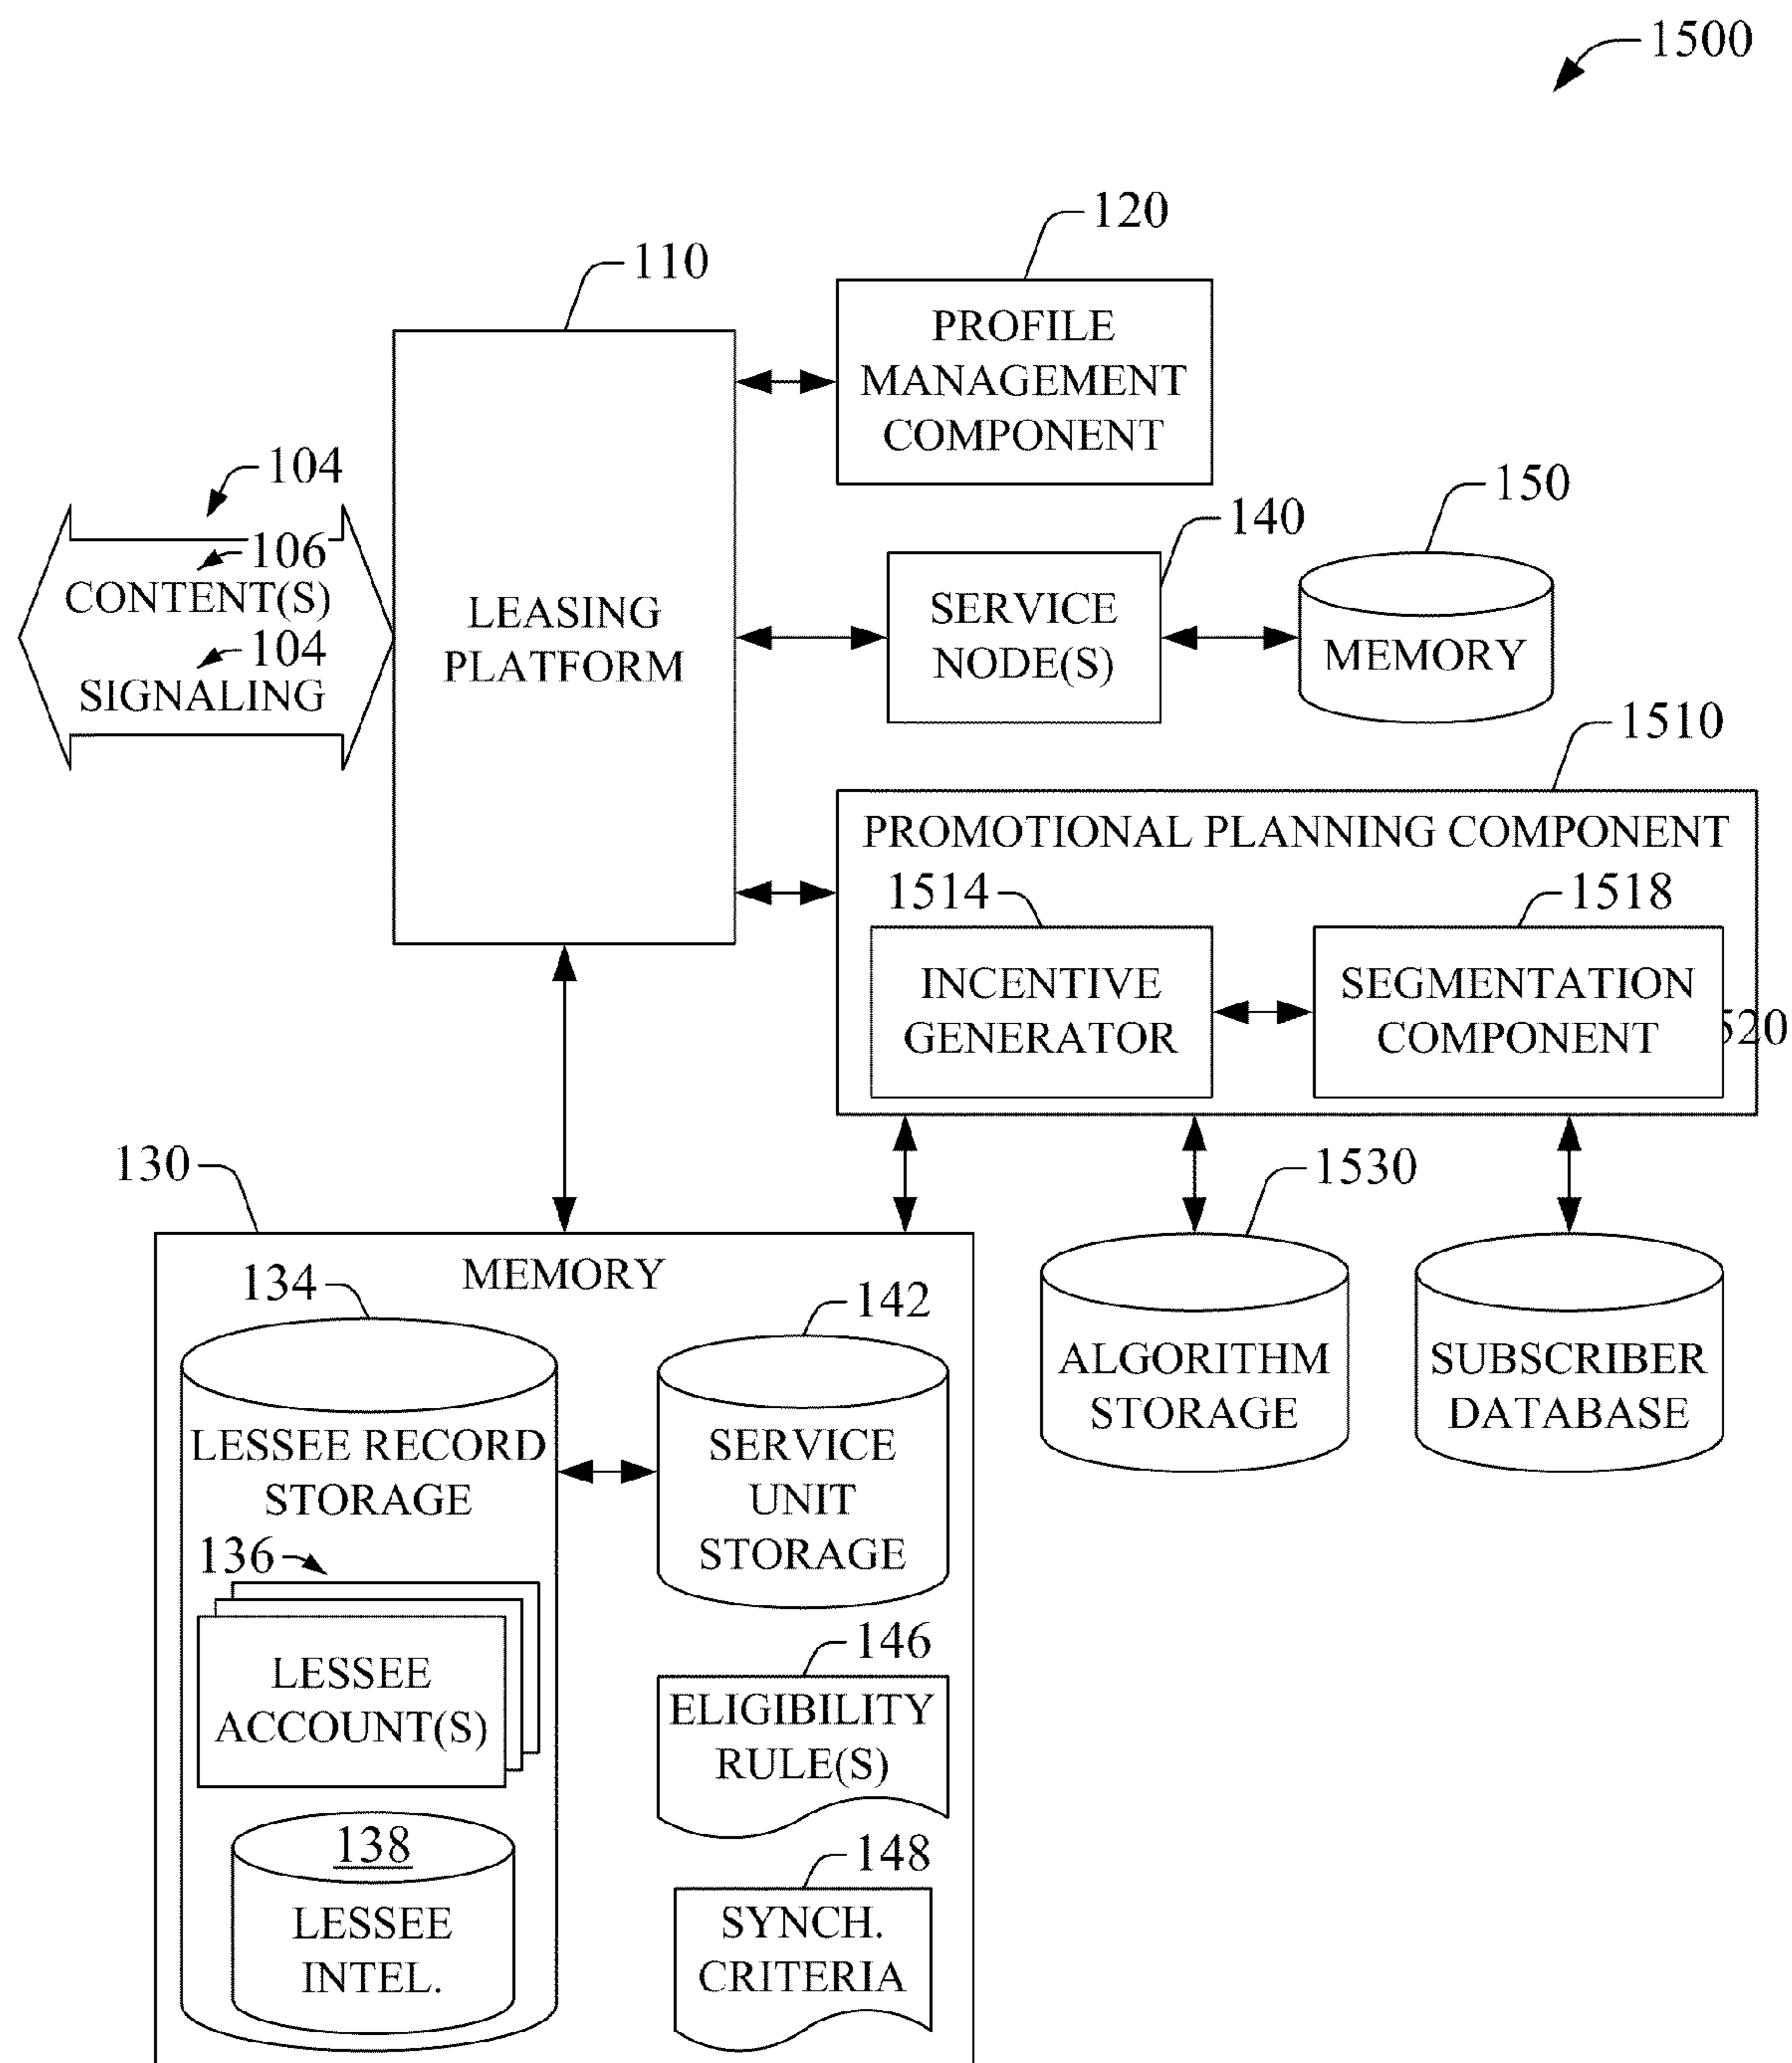 1500
120
110
PROFILE
MANAGEMENT
COMPONENT
104
106
CONTENT(S)
104
SIGNALING
LEASING
PLATFORM
140
150
SERVICE
NODE(S)
MEMORY
1510
PROMOTIONAL PLANNING COMPONENT
1514
1518
INCENTIVE
GENERATOR
SEGMENTATION
COMPONENT
520
130
1530
MEMORY
134
142
ALGORITHM
STORAGE
SUBSCRIBER
DATABASE
LESSEE RECORD
STORAGE
SERVICE
UNIT
STORAGE
136
LESSEE
ACCOUNT(S)
146
ELIGIBILITY
RULE(S)
138
LESSEE
INTEL.
148
SYNCH.
CRITERIA